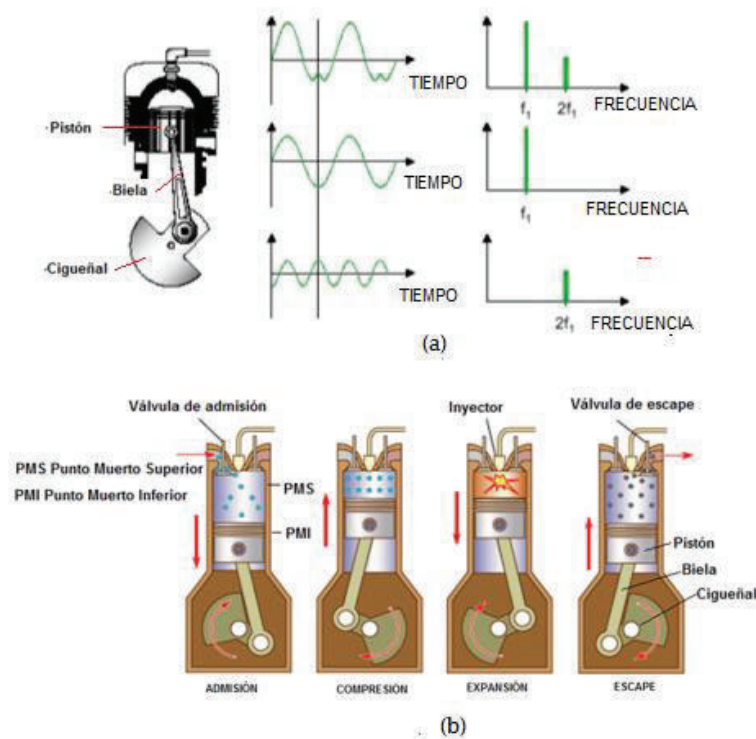 TIEMPO
FRECUENCIA
f₁
2f₁
-Pistón
TIEMPO
FRECUENCIA
f₁
-Biela
-Cigueñal
TIEMPO
FRECUENCIA
2f₁
(a)
Válvula de admisión
Inyector
Válvula de escape
PMS Punto Muerto Superior
PMI Punto Muerto Inferior
PMS
PMI
Pistón
Biela
Cigueñal
ADMISIÓN
COMPRESIÓN
EXPANSIÓN
ESCAPE
(b)